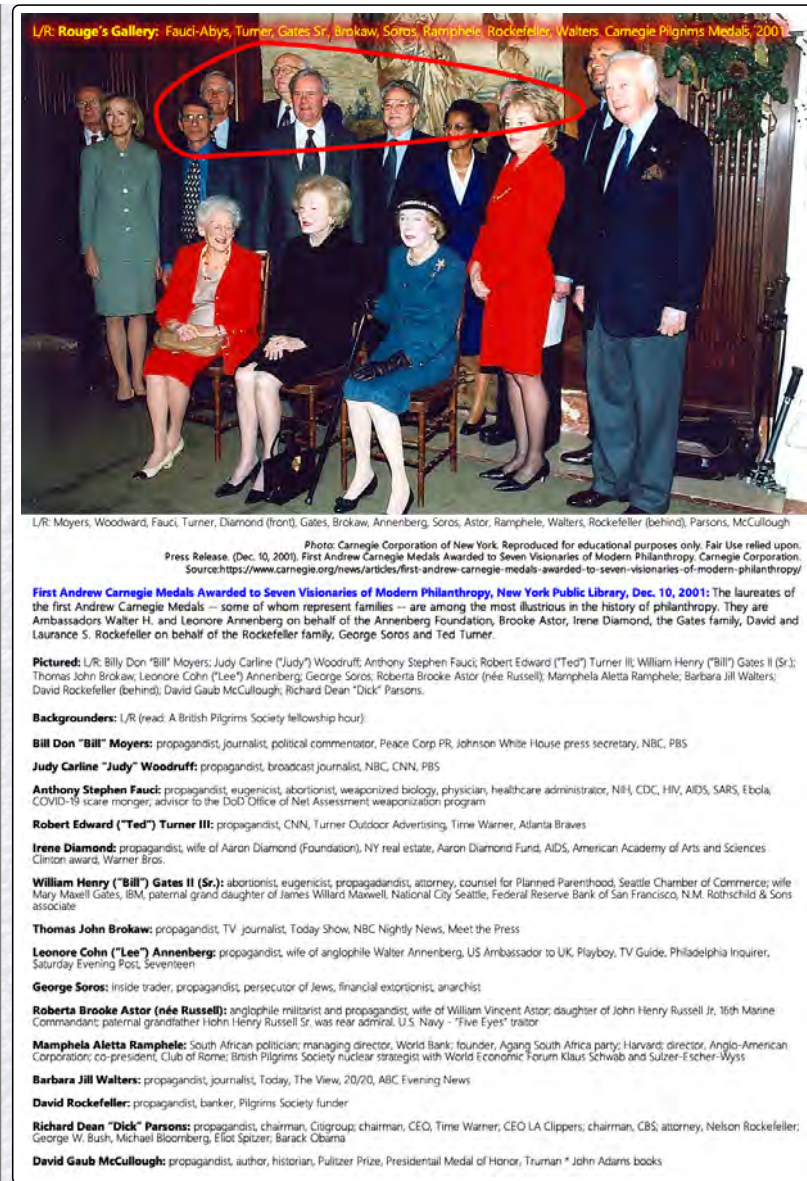 L/R: Rouge's Gallery: Fauci-Abys, Turner, Gates Sr., Brokaw, Soros, Ramphele, Rockefeller, Walters. Carnegie Pilgrims Medals, 2001
L/R: Moyers, Woodward, Fauci, Turner, Diamond (front), Gates, Brokaw, Annenberg, Soros, Astor, Ramphele, Walters, Rockefeller (behind), Parsons, McCullough
Photo: Carnegie Corporation of New York. Reproduced for educational purposes only. Fair Use relied upon.
Press Release. (Dec. 10, 2001). First Andrew Carnegie Medals Awarded to Seven Visionaries of Modern Philanthropy. Carnegie Corporation.
Source:https://www.carnegie.org/news/articles/first-andrew-carnegie-medals-awarded-to-seven-visionaries-of-modern-philanthropy/
First Andrew Carnegie Medals Awarded to Seven Visionaries of Modern Philanthropy, New York Public Library, Dec. 10, 2001: The laureates of
the first Andrew Carnegie Medals -- some of whom represent families -- are among the most illustrious in the history of philanthropy. They are
Ambassadors Walter H. and Leonore Annenberg on behalf of the Annenberg Foundation, Brooke Astor, Irene Diamond, the Gates family, David and
Laurance S. Rockefeller on behalf of the Rockefeller family, George Soros and Ted Turner.
Pictured: L/R: Billy Don "Bill" Moyers; Judy Carline ("Judy") Woodruff; Anthony Stephen Fauci; Robert Edward ("Ted") Turner III; William Henry ("Bill") Gates II (Sr.);
Thomas John Brokaw; Leonore Cohn ("Lee") Annenberg; George Soros; Roberta Brooke Astor (née Russell); Mamphela Aletta Ramphele; Barbara Jill Walters;
David Rockefeller (behind); David Gaub McCullough; Richard Dean "Dick" Parsons.
Backgrounders: L/R (read: A British Pilgrims Society fellowship hour):
Bill Don "Bill" Moyers: propagandist, journalist, political commentator, Peace Corp PR, Johnson White House press secretary, NBC, PBS
Judy Carline "Judy" Woodruff: propagandist, broadcast journalist, NBC, CNN, PBS
Anthony Stephen Fauci: propagandist, eugenicist, abortionist, weaponized biology, physician, healthcare administrator, NIH, CDC, HIV, AIDS, SARS, Ebola,
COVID-19 scare monger; advisor to the DoD Office of Net Assessment weaponization program
Robert Edward ("Ted") Turner III: propagandist, CNN, Turner Outdoor Advertising, Time Warner, Atlanta Braves
Irene Diamond: propagandist, wife of Aaron Diamond (Foundation), NY real estate, Aaron Diamond Fund, AIDS, American Academy of Arts and Sciences
Clinton award, Warner Bros.
William Henry ("Bill") Gates II (Sr.): abortionist, eugenicist, propagadandist, attorney, counsel for Planned Parenthood, Seattle Chamber of Commerce; wife
Mary Maxell Gates, IBM, paternal grand daughter of James Willard Maxwell, National City Seattle, Federal Reserve Bank of San Francisco, N.M. Rothschild & Sons
associate
Thomas John Brokaw: propagandist, TV journalist, Today Show, NBC Nightly News, Meet the Press
Leonore Cohn ("Lee") Annenberg: propagandist, wife of anglophile Walter Annenberg, US Ambassador to UK, Playboy, TV Guide, Philadelphia Inquirer,
Saturday Evening Post, Seventeen
George Soros: inside trader, propagandist, persecutor of Jews, financial extortionist, anarchist
Roberta Brooke Astor (née Russell): anglophile militarist and propagandist, wife of William Vincent Astor; daughter of John Henry Russell Jr, 16th Marine
Commandant; paternal grandfather Hohn Henry Russell Sr. was rear admiral, U.S. Navy - "Five Eyes" traitor
Mamphela Aletta Ramphele: South African politician; managing director, World Bank; founder, Agang South Africa party; Harvard; director, Anglo-American
Corporation; co-president, Club of Rome; British Pilgrims Society nuclear strategist with World Economic Forum Klaus Schwab and Sulzer-Escher-Wyss
Barbara Jill Walters: propagandist, journalist, Today, The View, 20/20, ABC Evening News
David Rockefeller: propagandist, banker, Pilgrims Society funder
Richard Dean "Dick" Parsons: propagandist, chairman, Citigroup; chairman, CEO, Time Warner, CEO LA Clippers; chairman, CBS; attorney, Nelson Rockefeller;
George W. Bush, Michael Bloomberg, Eliot Spitzer; Barack Obama
David Gaub McCullough: propagandist, author, historian, Pulitzer Prize, Presidentail Medal of Honor, Truman * John Adams books